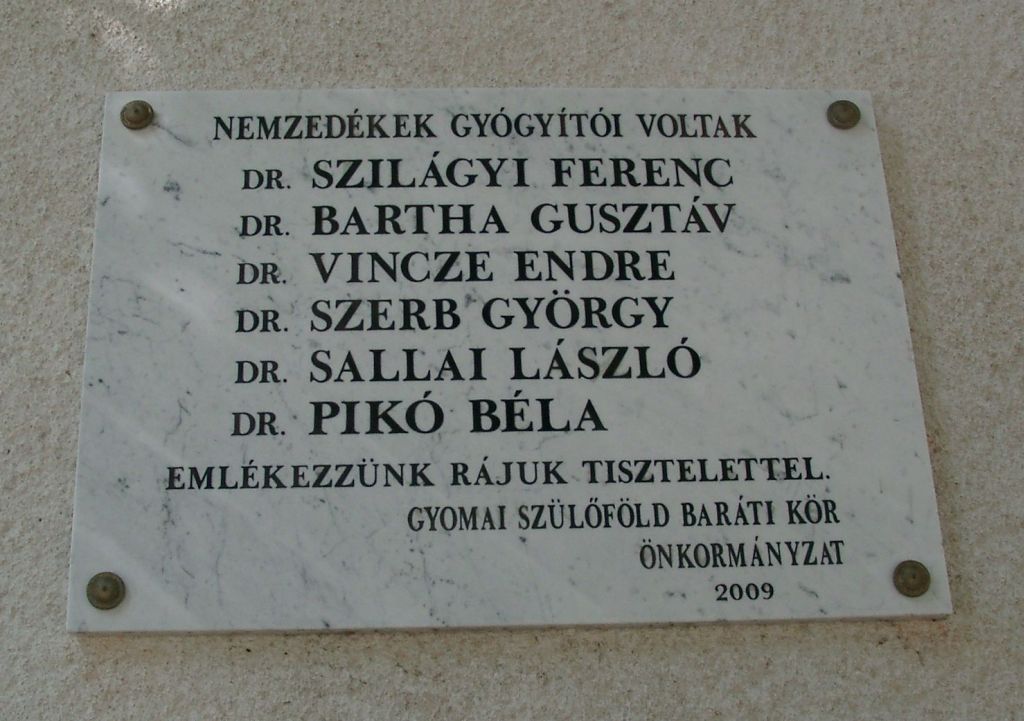 NEMZEDÉKEK GYÓGYÍTÓI VOLTAK
DR. SZILÁGYI FERENC
DR. BARTHA GUSZTÁV
DR. VINCZE ENDRE
DR. SZERB GYÖRGY
DR. SALLAI LÁSZLÓ
DR. PIKÓ BÉLA
EMLÉKEZZÜNK RÁJUK TISZTELETTEL.
GYOMAI SZÜLŐFÖLD BARÁTI KÖR
ÖNKORMÁNYZAT
2009